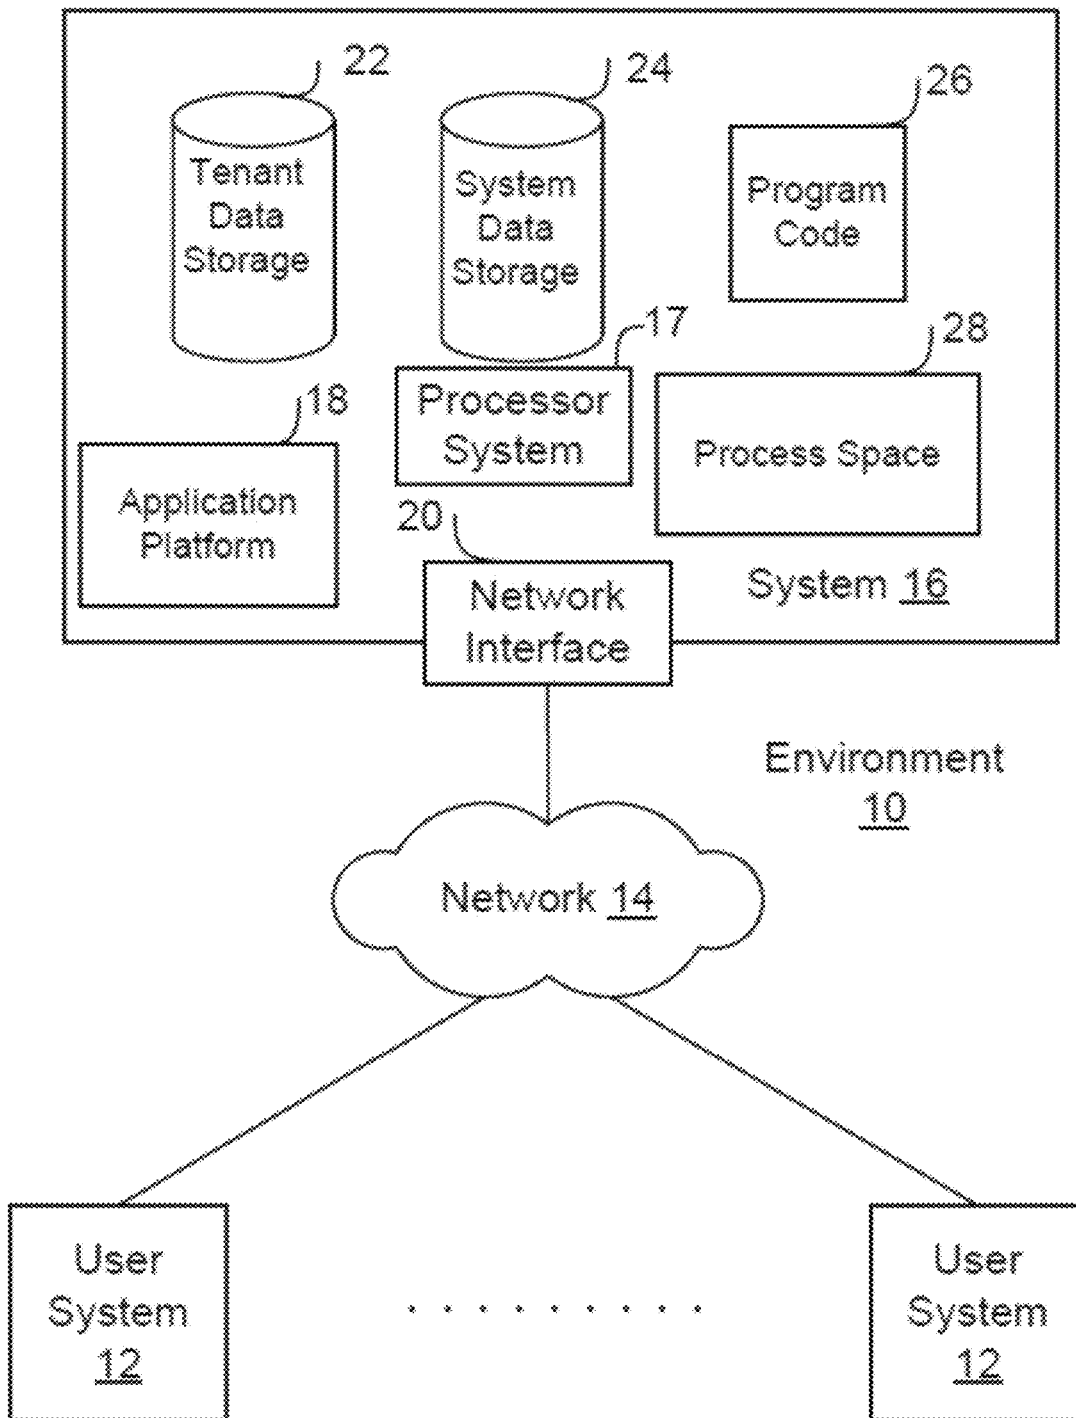 22
24
26
Tenant
Data
Storage
System
Data
Storage
Program
Code
17
28
18
Processor
System
Process Space
Application
Platform
20
System 16
Network
Interface
Environment
10
Network 14
User
System
12
. . . . . . . . .
User
System
12